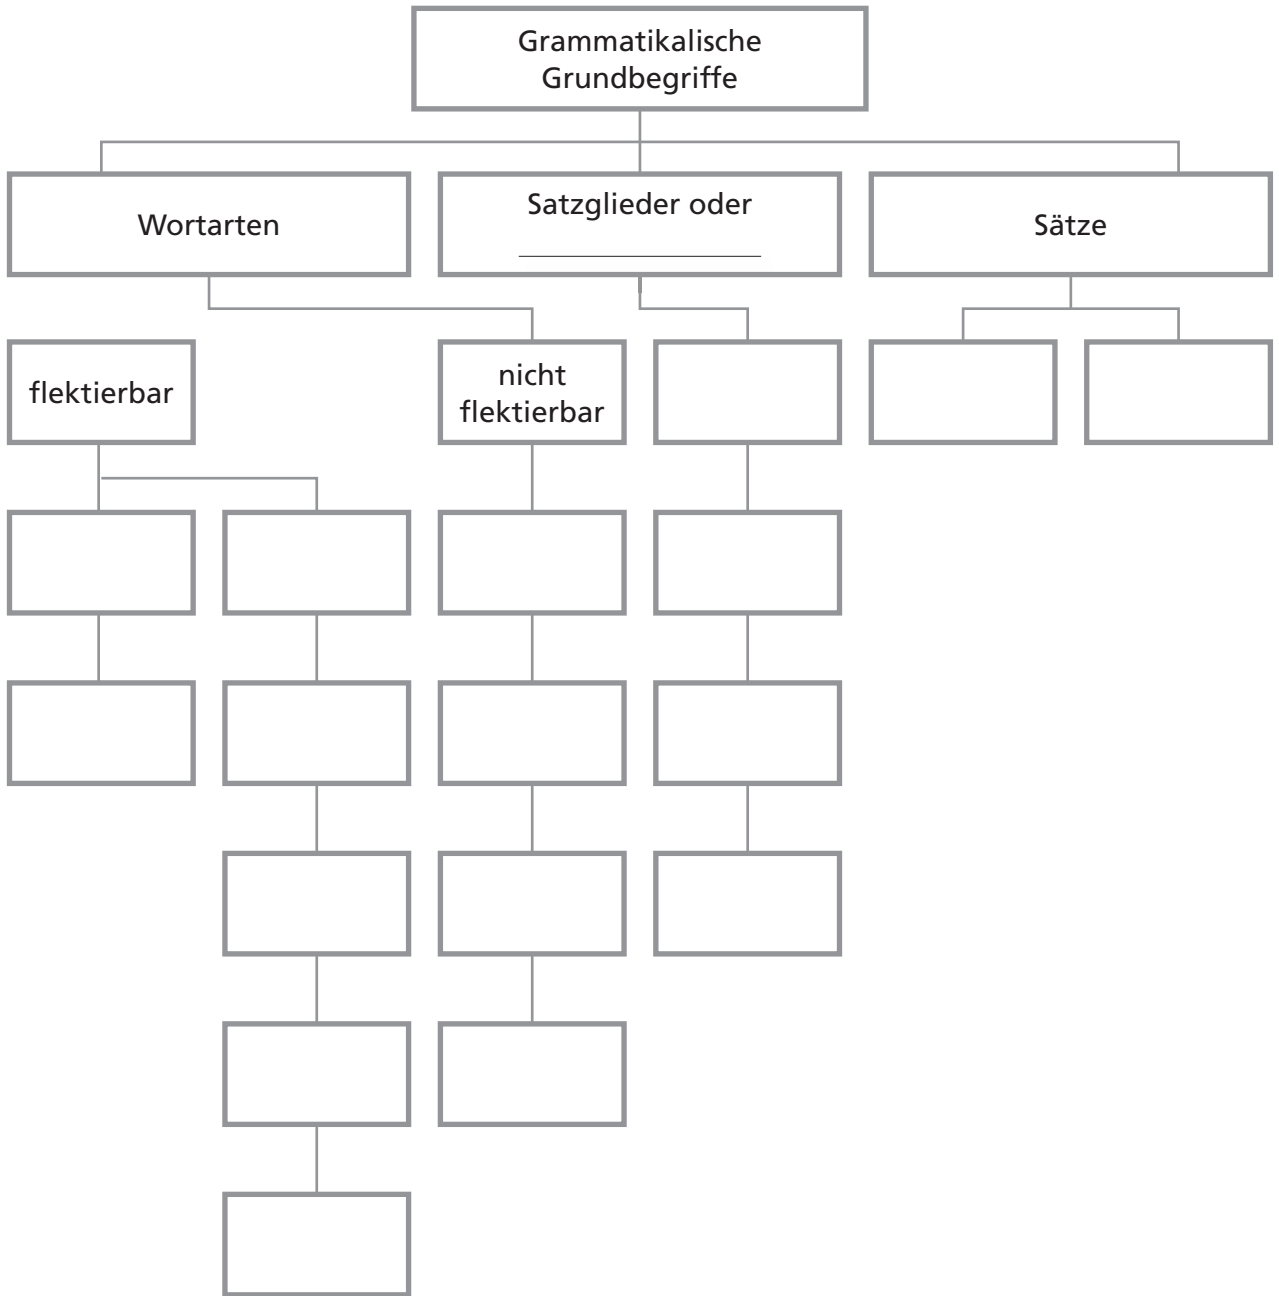 Grammatikalische
Grundbegriffe
Wortarten
Satzglieder oder
Sätze
flektierbar
nicht
flektierbar